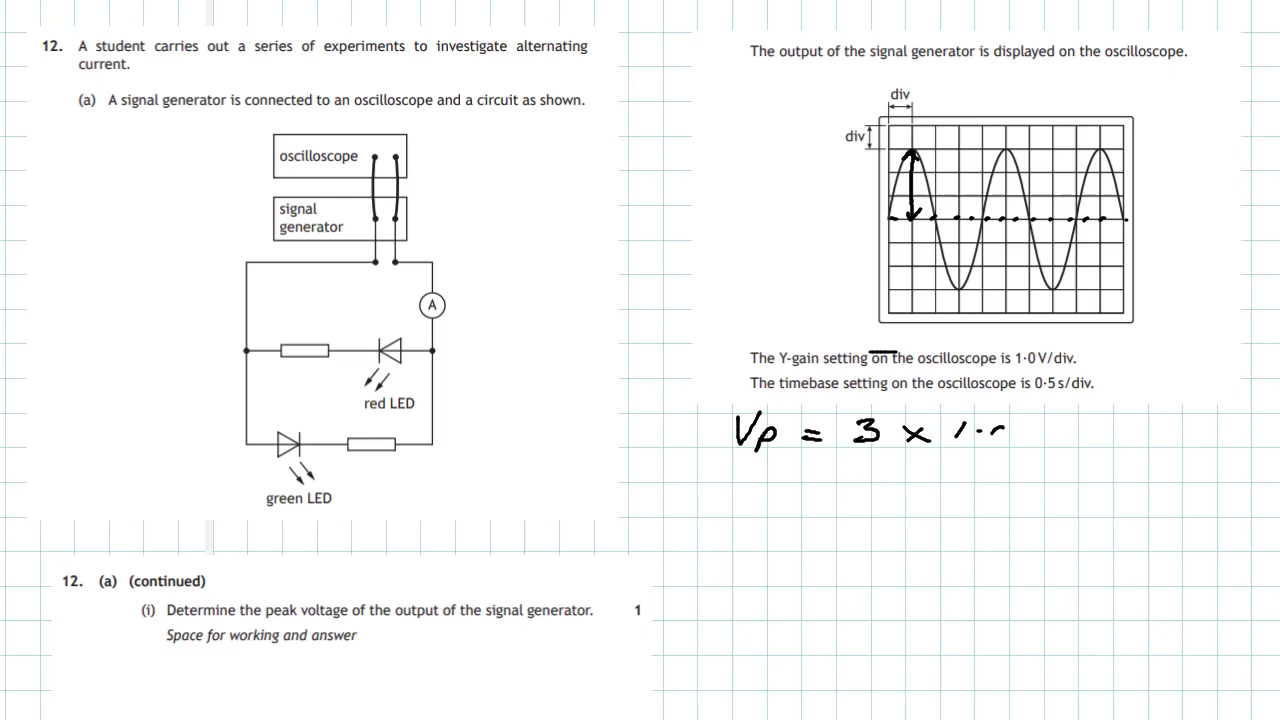 12. A student carries out a series of experiments to investigate alternating
current.
(a) A signal generator is connected to an oscilloscope and a circuit as shown.
oscilloscope
signal
generator
A
red LED
green LED
12. (a) (continued)
(i) Determine the peak voltage of the output of the signal generator. 1
Space for working and answer
The output of the signal generator is displayed on the oscilloscope.
div
div
The Y-gain setting on the oscilloscope is 1·0 V/div.
The timebase setting on the oscilloscope is 0·5 s/div.
Vp = 3 × 1·